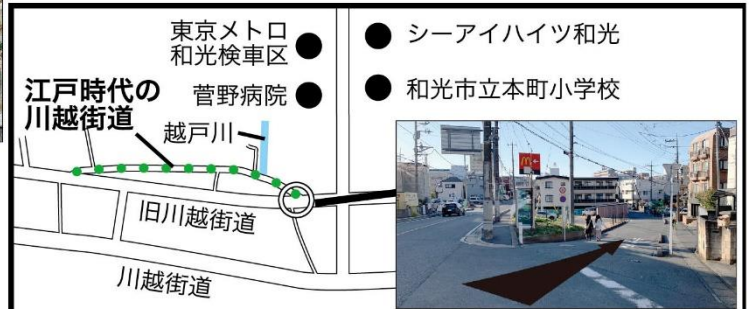 東京メトロ
和光検車区
シーアイハイツ和光
江戸時代の
川越街道
菅野病院
和光市立本町小学校
越戸川
旧川越街道
川越街道